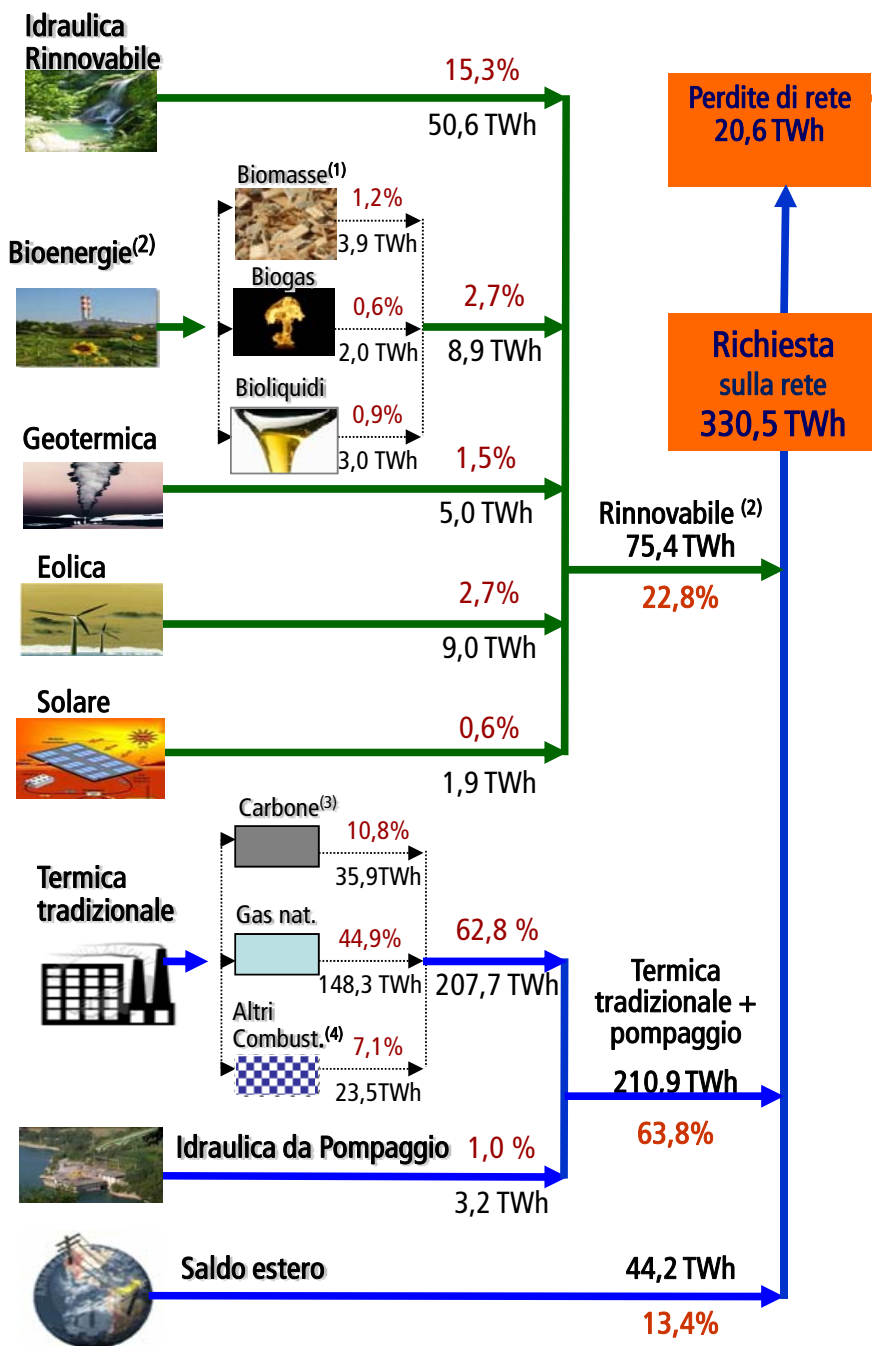 Idraulica
Rinnovabile
15,3%
50,6 TWh
Perdite di rete
20,6 TWh
Biomasse(1)
1,2%
3,9 TWh
Bioenergie(2)
Biogas
0,6%
2,0 TWh
2,7%
8,9 TWh
Bioliquidi
0,9%
3,0 TWh
Richiesta
sulla rete
330,5 TWh
Geotermica
1,5%
5,0 TWh
Rinnovabile (2)
75,4 TWh
22,8%
Eolica
2,7%
9,0 TWh
Solare
0,6%
1,9 TWh
Carbone(3)
10,8%
35,9TWh
Termica
tradizionale
Gas nat.
44,9%
148,3 TWh
62,8 %
207,7 TWh
Altri
Combust.(4)
7,1%
23,5TWh
Termica
tradizionale +
pompaggio
210,9 TWh
63,8%
Idraulica da Pompaggio
1,0 %
3,2 TWh
Saldo estero
44,2 TWh
13,4%